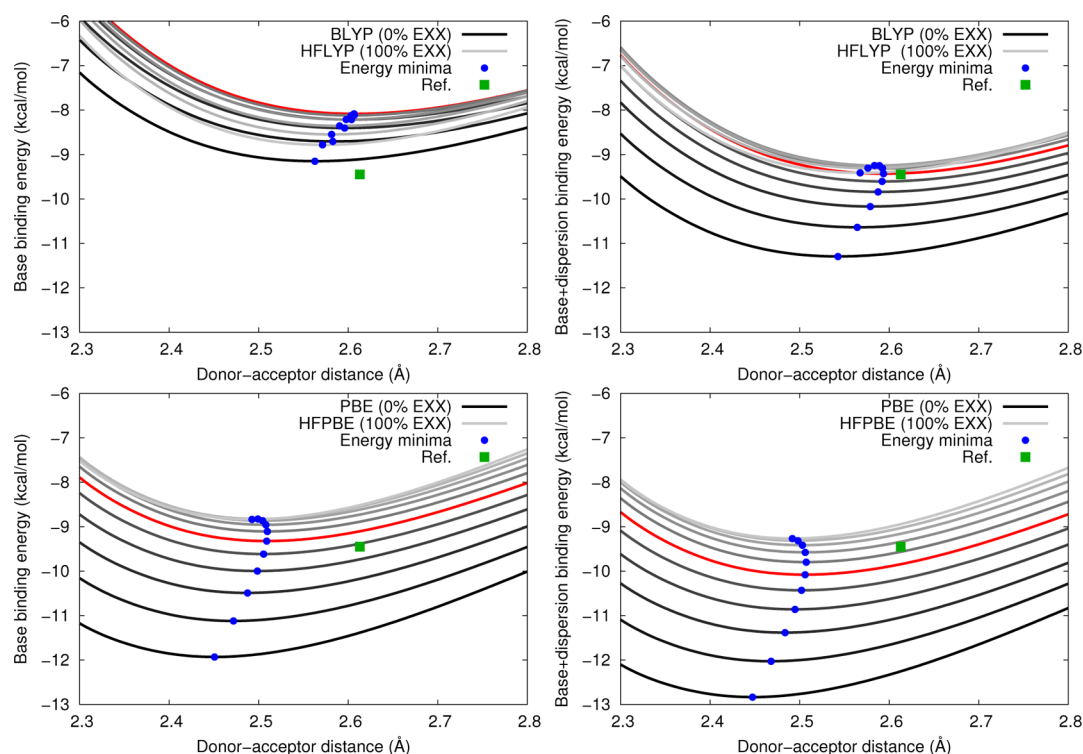 BLYP (0% EXX)
HFLYP (100% EXX)
Energy minima
Ref.
Base binding energy (kcal/mol)
−6
−7
−8
−9
−10
−11
−12
−13
2.3 2.4 2.5 2.6 2.7 2.8
Donor−acceptor distance (Å)
BLYP (0% EXX)
HFLYP (100% EXX)
Energy minima
Ref.
Base+dispersion binding energy (kcal/mol)
−6
−7
−8
−9
−10
−11
−12
−13
2.3 2.4 2.5 2.6 2.7 2.8
Donor−acceptor distance (Å)
PBE (0% EXX)
HFPBE (100% EXX)
Energy minima
Ref.
Base binding energy (kcal/mol)
−6
−7
−8
−9
−10
−11
−12
−13
2.3 2.4 2.5 2.6 2.7 2.8
Donor−acceptor distance (Å)
PBE (0% EXX)
HFPBE (100% EXX)
Energy minima
Ref.
Base+dispersion binding energy (kcal/mol)
−6
−7
−8
−9
−10
−11
−12
−13
2.3 2.4 2.5 2.6 2.7 2.8
Donor−acceptor distance (Å)